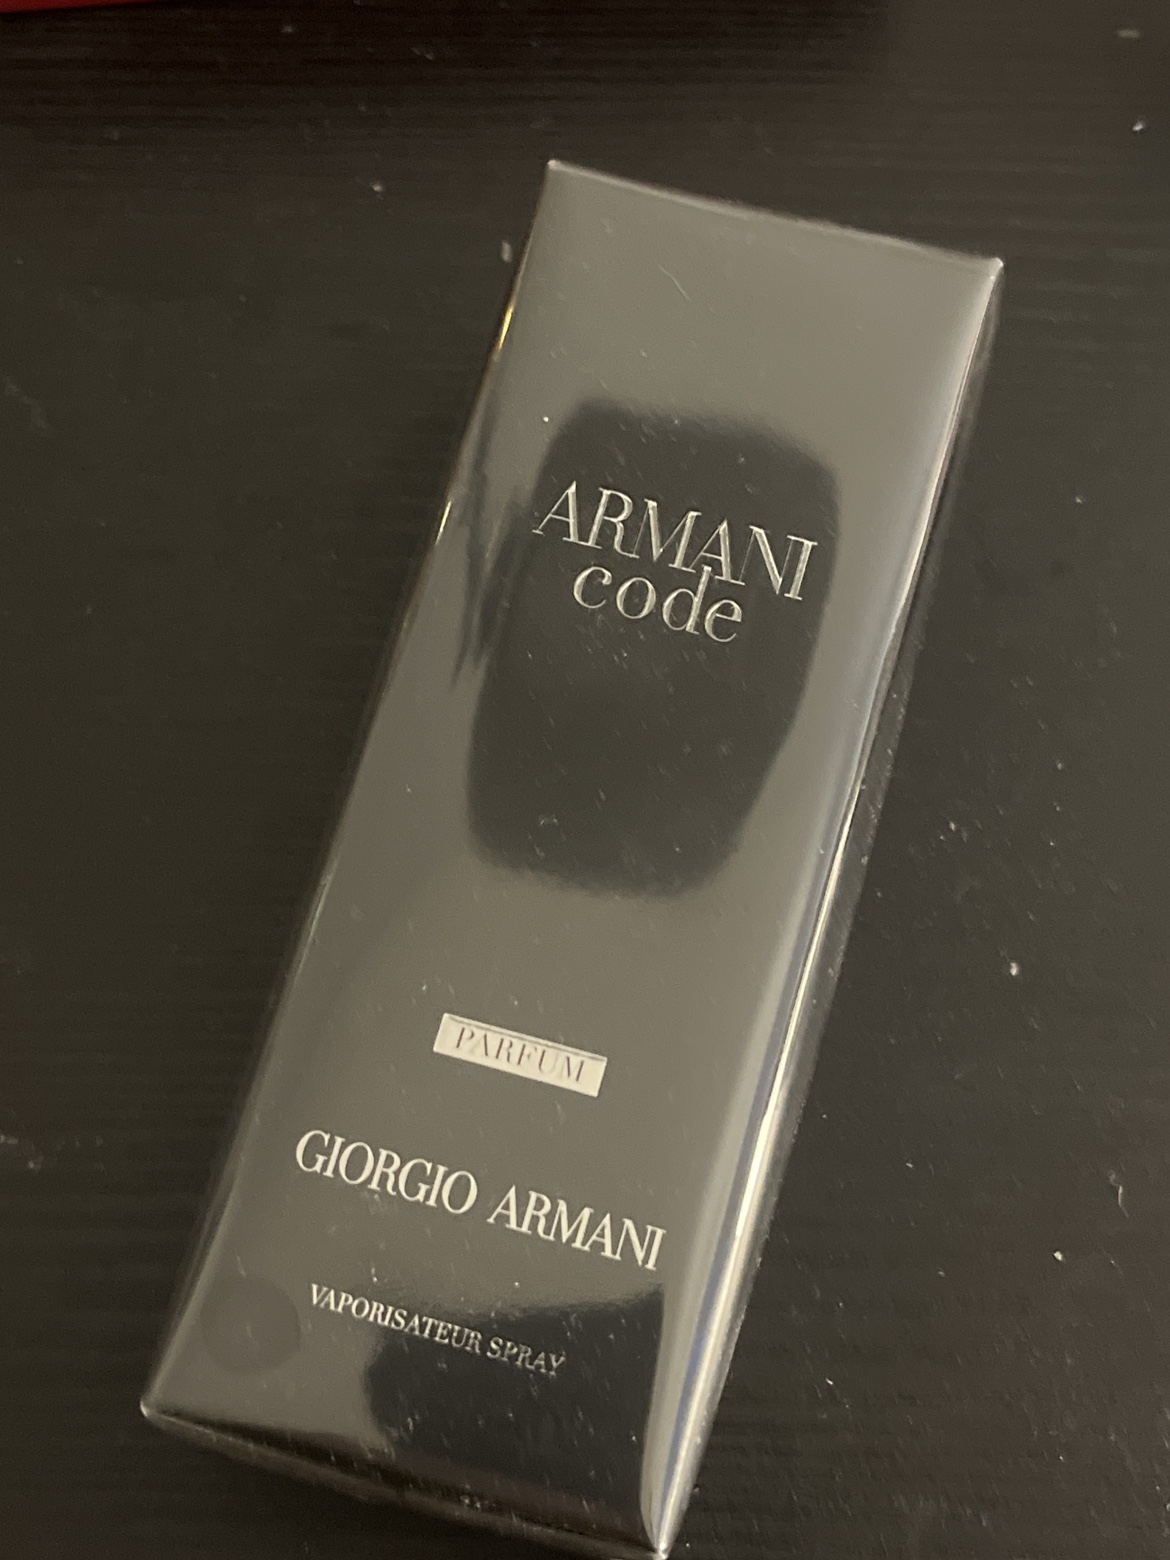 ARMANI
code
PARFUM
GIORGIO ARMANI
VAPORISATEUR SPRAY